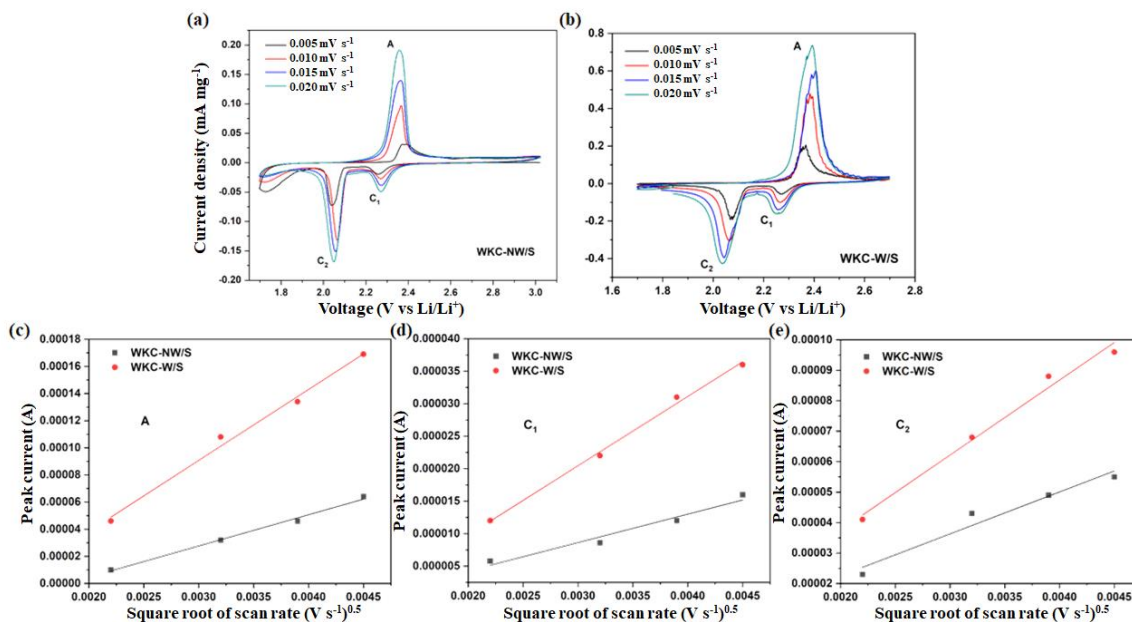 (a)
0.005 mV s-1
0.010 mV s-1
0.015 mV s-1
0.020 mV s-1
A
C1
C2
WKC-NW/S
Current density (mA mg-1)
0.20
0.15
0.10
0.05
0.00
-0.05
-0.10
-0.15
-0.20
-0.25
1.8 2.0 2.2 2.4 2.6 2.8 3.0
Voltage (V vs Li/Li+)
(b)
0.005 mV s-1
0.010 mV s-1
0.015 mV s-1
0.020 mV s-1
A
C1
C2
WKC-W/S
0.8
0.6
0.4
0.2
0.0
-0.2
-0.4
1.6 1.8 2.0 2.2 2.4 2.6 2.8
Voltage (V vs Li/Li+)
(c)
WKC-NW/S
WKC-W/S
A
Peak current (A)
0.00018
0.00016
0.00014
0.00012
0.00010
0.00008
0.00006
0.00004
0.00002
0.00000
0.0020 0.0025 0.0030 0.0035 0.0040 0.0045
Square root of scan rate (V s-1)0.5
(d)
WKC-NW/S
WKC-W/S
C1
Peak current (A)
0.000040
0.000035
0.000030
0.000025
0.000020
0.000015
0.000010
0.000005
0.0020 0.0025 0.0030 0.0035 0.0040 0.0045
Square root of scan rate (V s-1)0.5
(e)
WKC-NW/S
WKC-W/S
C2
Peak current (A)
0.00010
0.00009
0.00008
0.00007
0.00006
0.00005
0.00004
0.00003
0.00002
0.0020 0.0025 0.0030 0.0035 0.0040 0.0045
Square root of scan rate (V s-1)0.5